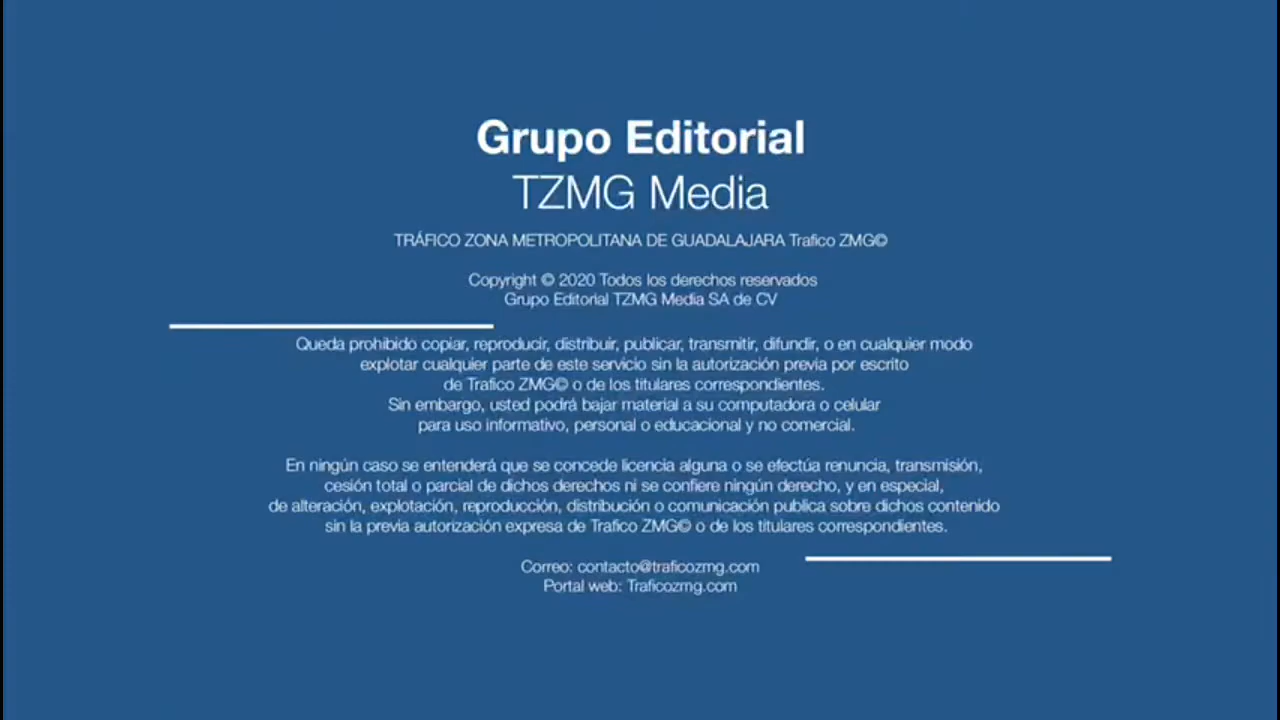 Grupo Editorial
TZMG Media
TRÁFICO ZONA METROPOLITANA DE GUADALAJARA Trafico ZMG©
Copyright © 2020 Todos los derechos reservados
Grupo Editorial TZMG Media SA de CV
Queda prohibido copiar, reproducir, distribuir, publicar, transmitir, difundir, o en cualquier modo
explotar cualquier parte de este servicio sin la autorización previa por escrito
de Trafico ZMG© o de los titulares correspondientes.
Sin embargo, usted podrá bajar material a su computadora o celular
para uso informativo, personal o educacional y no comercial.
En ningún caso se entenderá que se concede licencia alguna o se efectúa renuncia, transmisión,
cesión total o parcial de dichos derechos ni se confiere ningún derecho, y en especial,
de alteración, explotación, reproducción, distribución o comunicación publica sobre dichos contenido
sin la previa autorización expresa de Trafico ZMG© o de los titulares correspondientes.
Correo: contacto@traficozmg.com
Portal web: Traficozmg.com